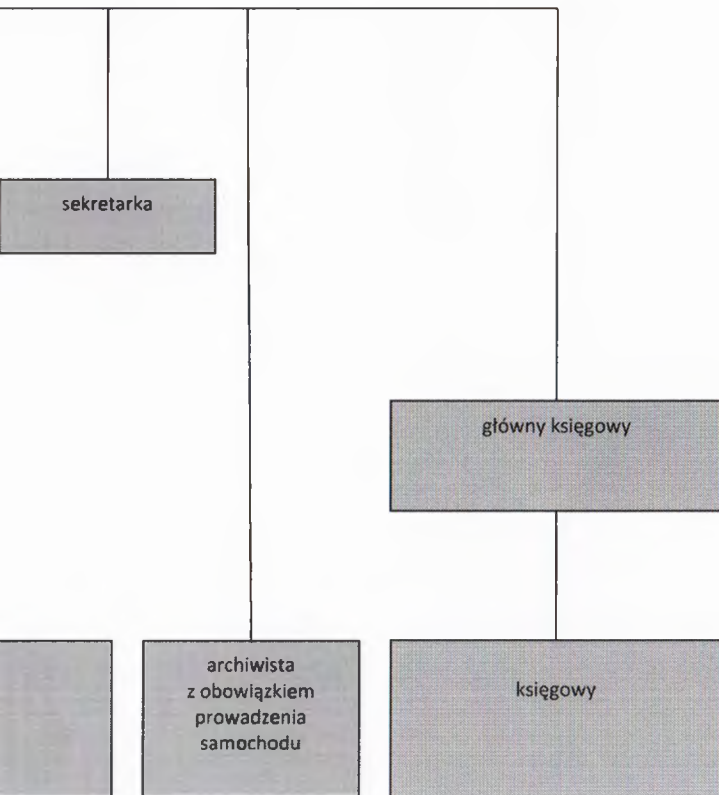 sekretarka
główny księgowy
archiwista
z obowiązkiem
prowadzenia
samochodu
księgowy